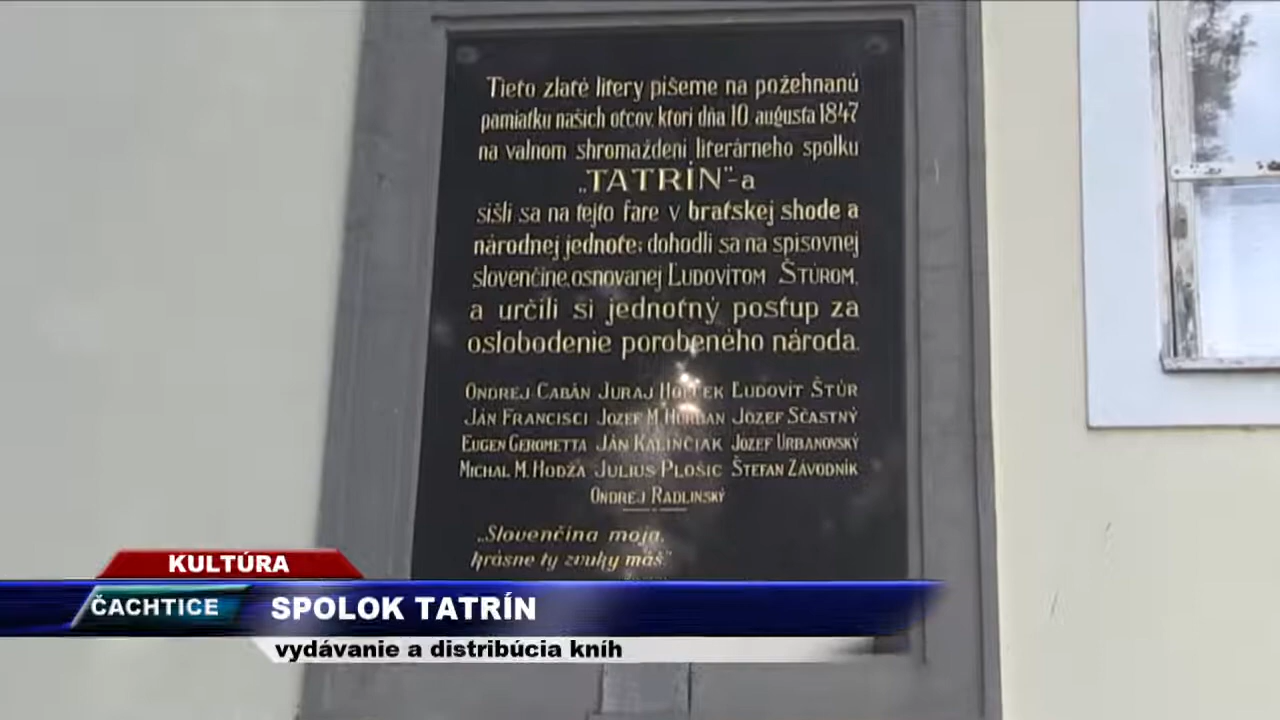 Tieto zlaté litery píšeme na požehnanú
pamiatku našich otcov, ktorí dňa 10 augusta 1847
na valnom shromaždení literárneho spolku
„TATRÍN"-a
sišli sa na tejto fare v bratskej shode a
národnej jednote; dohodli sa na spisovnej
slovenčine, osnovanej ĽUDOVÍTOM ŠTÚROM,
a určili si jednotný postup za
oslobodenie porobeného národa.
ONDREJ CABÁN JURAJ ĽUDOVÍT ŠTÚR
JÁN FRANCISCI JOZEF M. HURBAN JOZEF SČASTNÝ
EUGEN GEROMETTA JÁN KALINČIAK JOZEF URBANOVSKÝ
MICHAL M. HODŽA JULIUS PLOŠIC ŠTEFAN ZÁVODNÍK
ONDREJ RADLINSKÝ
„Slovenčina moja,
krásne ty zvuky máš"
KULTÚRA
ČACHTICE
SPOLOK TATRÍN
vydávanie a distribúcia kníh